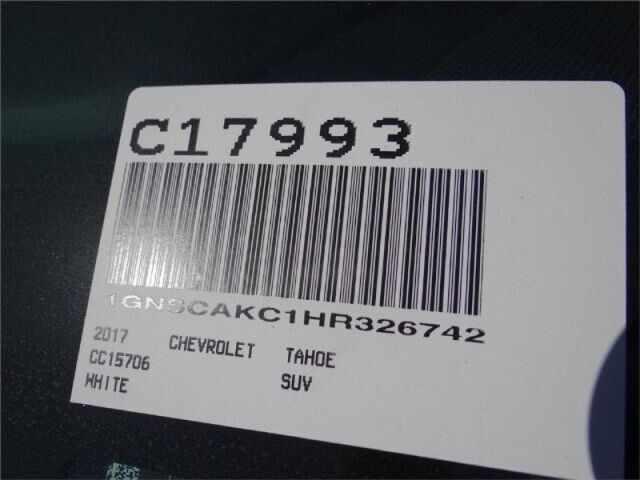 C17993
1GNSCAKC1HR326742
2017 CHEVROLET TAHOE
CC15706
WHITE SUV